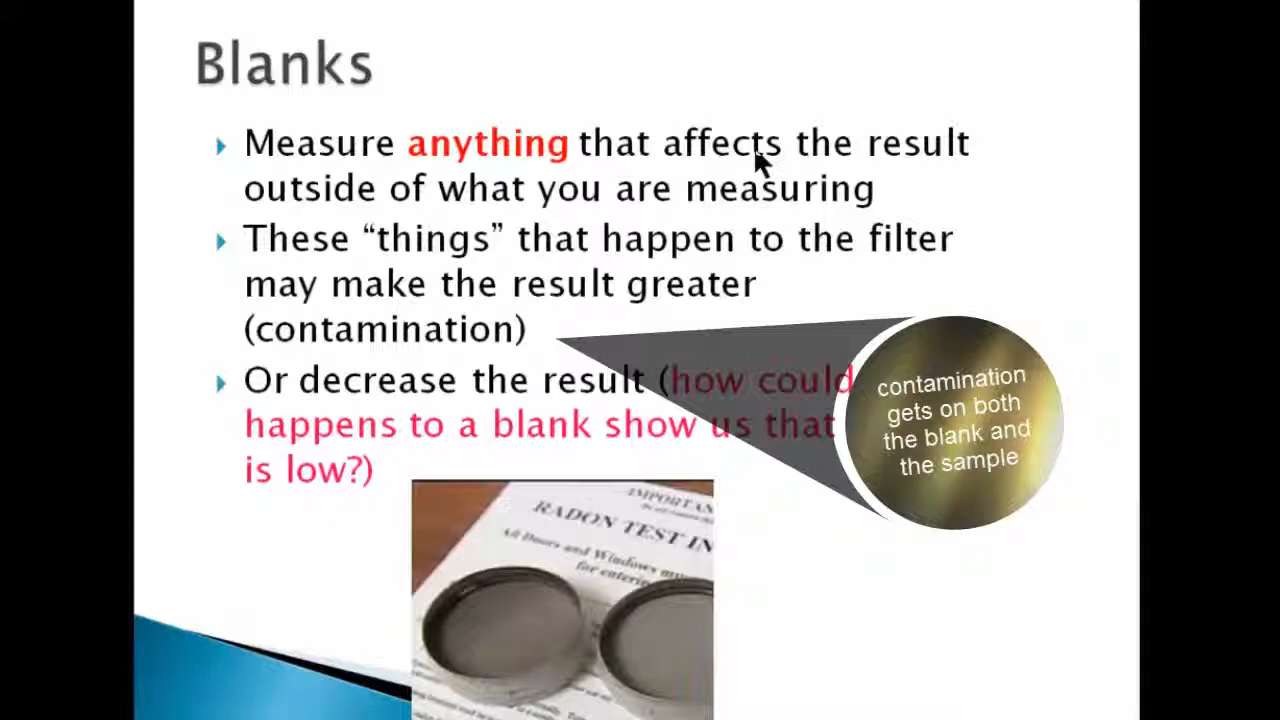 Blanks
Measure anything that affects the result
outside of what you are measuring
These “things” that happen to the filter
may make the result greater
(contamination)
Or decrease the result (how could
happens to a blank show us that
is low?)
contamination
gets on both
the blank and
the sample
RADON TEST IN
All Doors and Windows